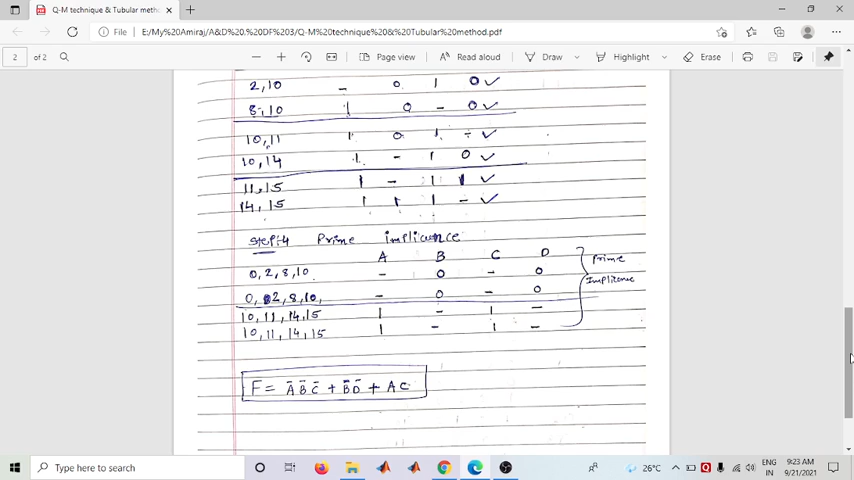 Q-M technique & Tubular meth
File
E:/My%20Amiraj/A&D%20.%20DF%203/Q-M%20technique%20&%20Tubular%20method.pdf
2 of 2 Page view Read aloud Draw Highlight Erase
2,10 - 0 1 0 ✓
8,10 1 0 - 0 ✓
10,11 1 0 1 - ✓
10,14 1 - 1 0 ✓
11,15 1 - 1 1 ✓
14,15 1 1 1 - ✓
step:4 Prime implicence
A B C D
0,2,8,10 - 0 - 0
0,2,8,10, - 0 - 0
10,11,14,15 1 - 1 -
10,11,14,15 1 - 1 -
Prime
Implicence
F = A̅ B̅ C̅ + B̅ D̅ + A C
Type here to search
26°C
ENG
IN
9:23 AM
9/21/2021